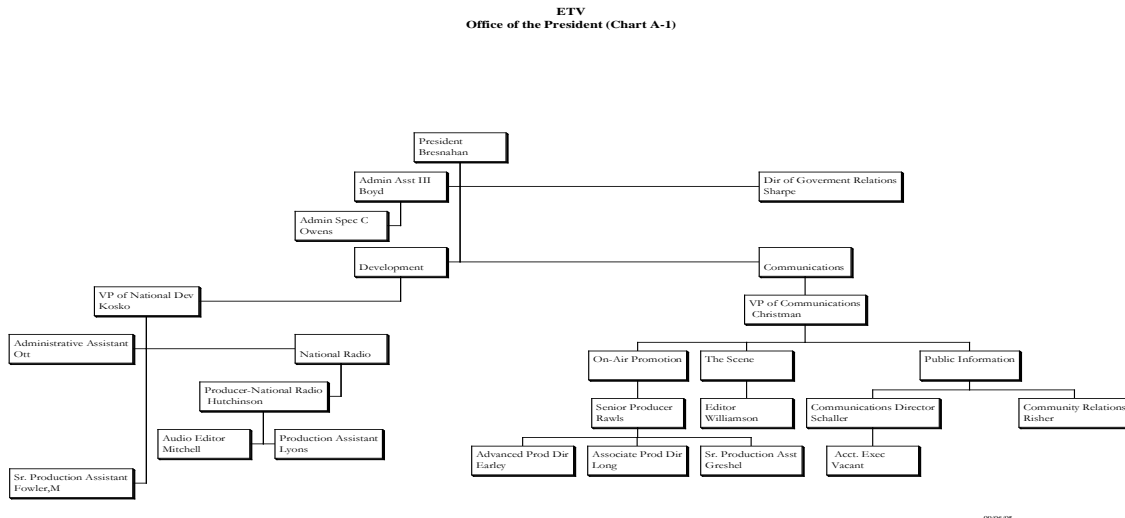 ETV
Office of the President (Chart A-1)
President
Bresnahan
Admin Asst III
Boyd
Dir of Goverment Relations
Sharpe
Admin Spec C
Owens
Development
Communications
VP of National Dev
Kosko
VP of Communications
Christman
Administrative Assistant
Ott
National Radio
On-Air Promotion
The Scene
Public Information
Producer-National Radio
Hutchinson
Senior Producer
Rawls
Editor
Williamson
Communications Director
Schaller
Community Relations
Risher
Audio Editor
Mitchell
Production Assistant
Lyons
Advanced Prod Dir
Earley
Associate Prod Dir
Long
Sr. Production Asst
Greshel
Acct. Exec
Vacant
Sr. Production Assistant
Fowler,M